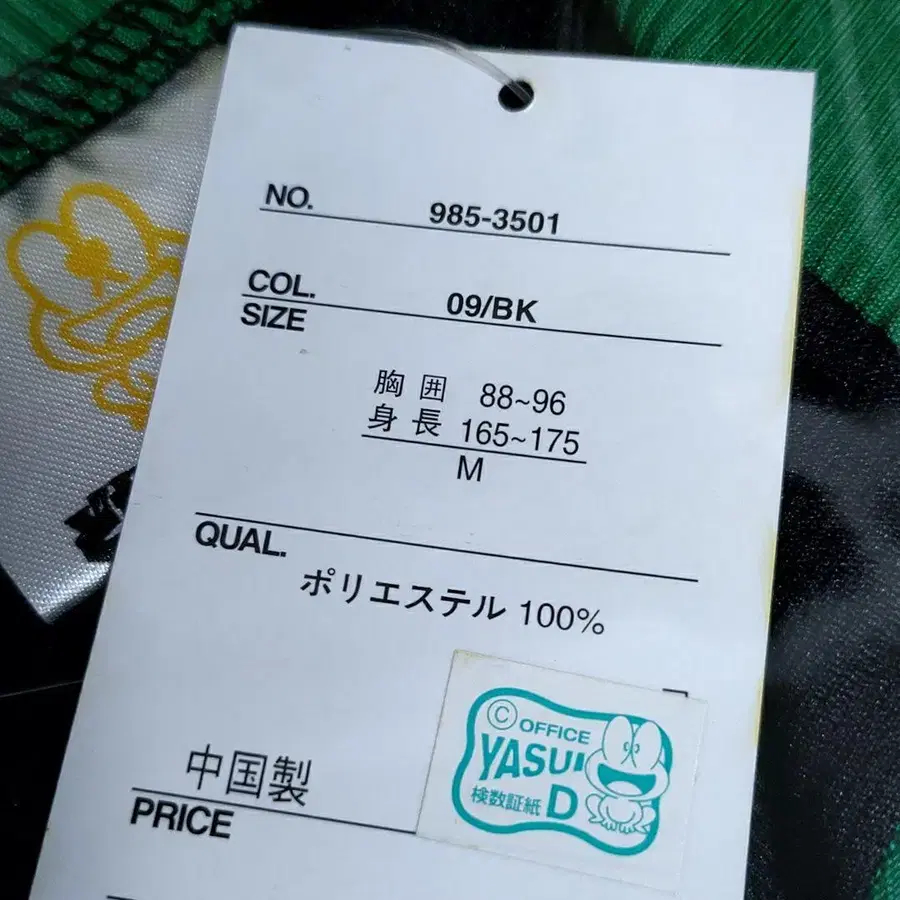 NO. 985-3501
COL. 09/BK
SIZE
胸囲 88~96
身長 165~175
M
QUAL.
ポリエステル 100%
© OFFICE
YASUI
検数証紙 D
中国製
PRICE